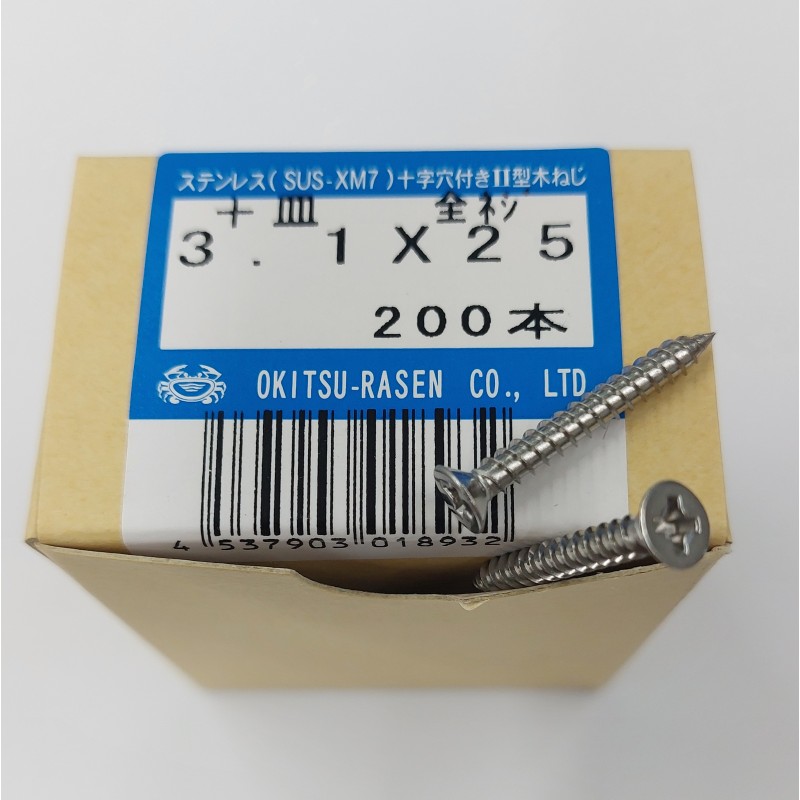 ステンレス(SUS-XM7)十字穴付きII型木ねじ
十皿 全ネジ
3.1X25
200本
OKITSU-RASEN CO., LTD
4 537903 018932